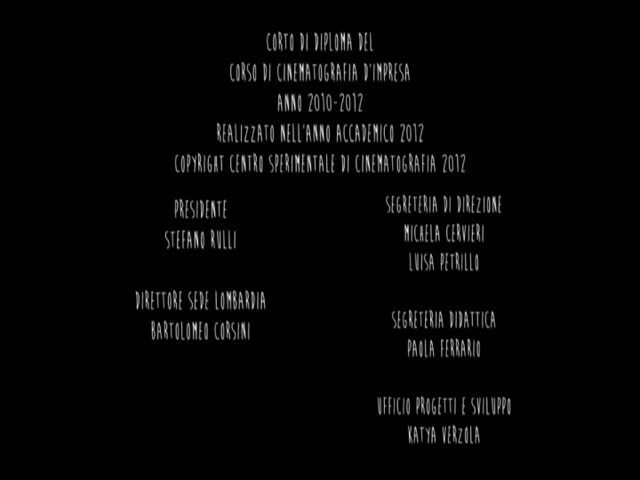 CORTO DI DIPLOMA DEL
CORSO DI CINEMATOGRAFIA D'IMPRESA
ANNO 2010-2012
REALIZZATO NELL'ANNO ACCADEMICO 2012
COPYRIGHT CENTRO SPERIMENTALE DI CINEMATOGRAFIA 2012
PRESIDENTE
STEFANO RULLI
DIRETTORE SEDE LOMBARDIA
BARTOLOMEO CORSINI
SEGRETERIA DI DIREZIONE
MICHELA CERVIERI
LUISA PETRILLO
SEGRETERIA DIDATTICA
PAOLA FERRARIO
UFFICIO PROGETTI E SVILUPPO
KATYA VERZOLA